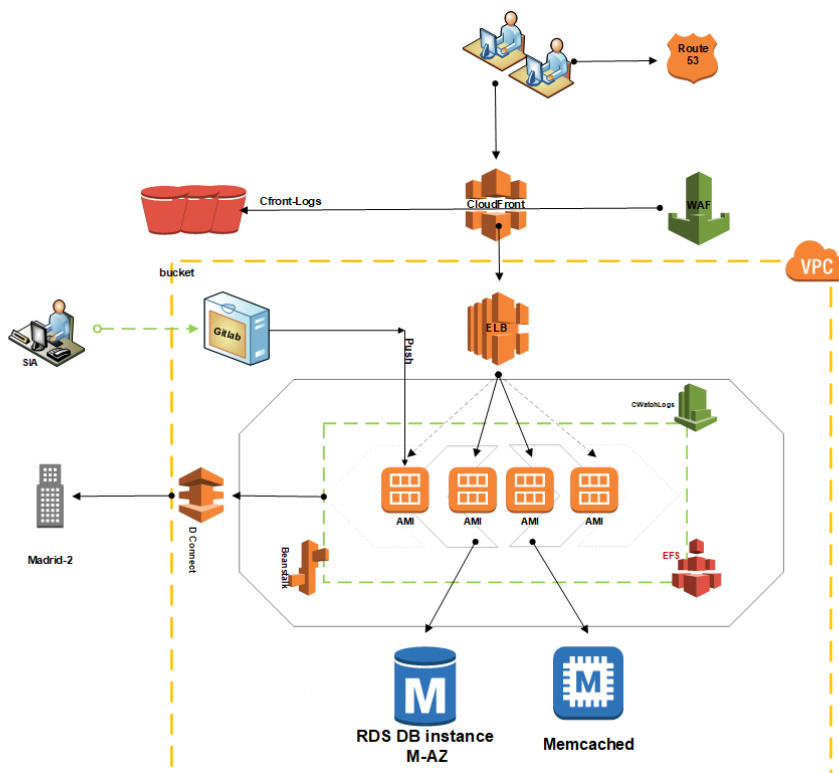 Route
53
Cfront-Logs
CloudFront
WAF
bucket
VPC
Gitlab
ELB
SIA
Push
CWatchLogs
AMI
AMI
AMI
AMI
D Connect
Madrid-2
Beanstalk
EFS
M
M
RDS DB instance
M-AZ
Memcached